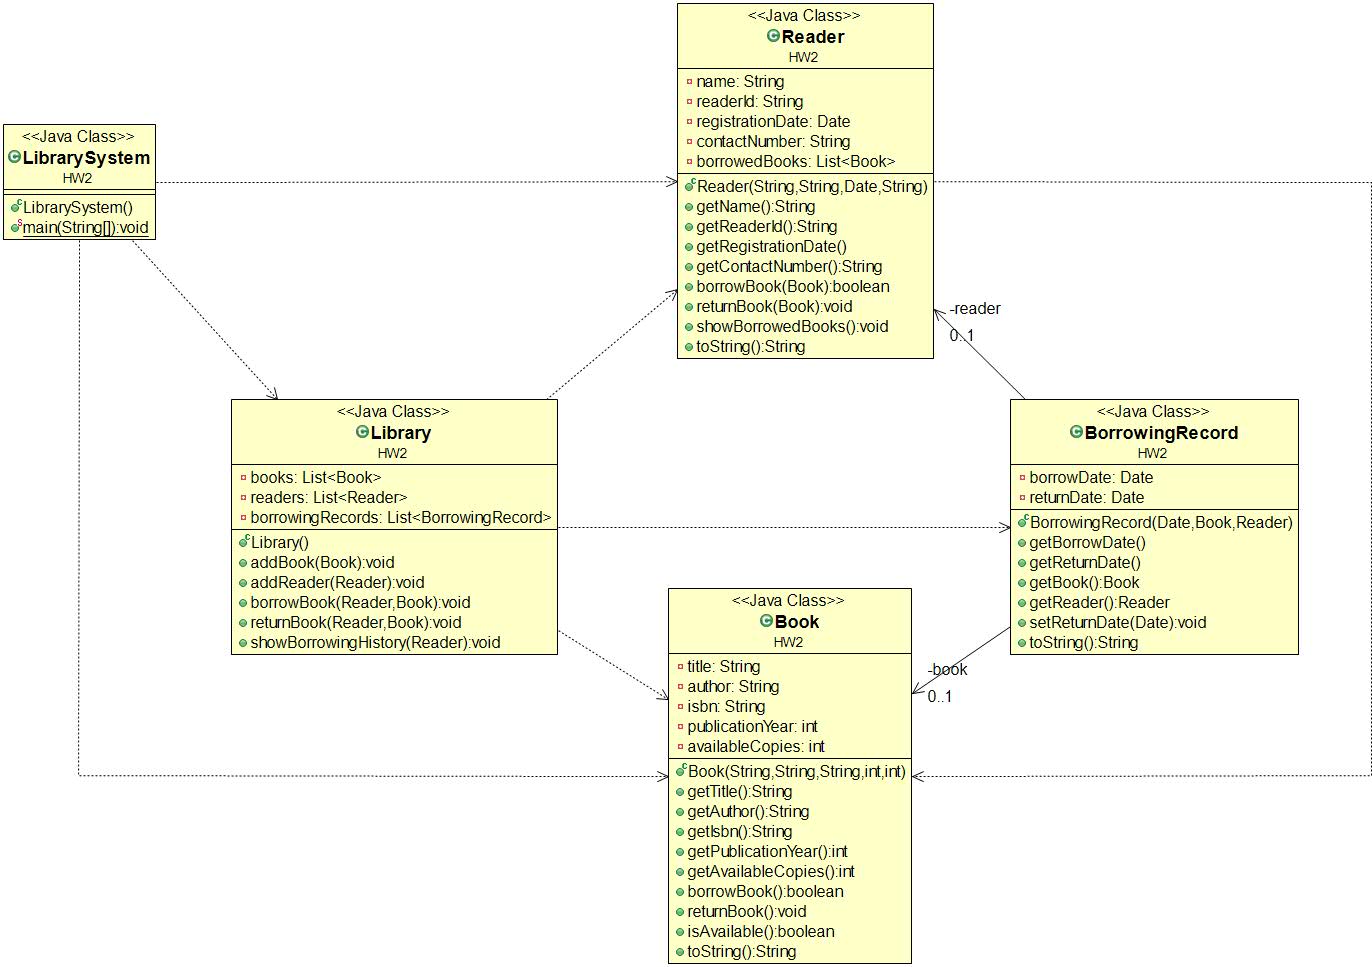 <<Java Class>>
Reader
HW2
name: String
readerId: String
registrationDate: Date
contactNumber: String
borrowedBooks: List<Book>
Reader(String,String,Date,String)
getName():String
getReaderId():String
getRegistrationDate()
getContactNumber():String
borrowBook(Book):boolean
returnBook(Book):void
showBorrowedBooks():void
toString():String
<<Java Class>>
LibrarySystem
HW2
LibrarySystem()
main(String[]):void
-reader
0..1
<<Java Class>>
Library
HW2
books: List<Book>
readers: List<Reader>
borrowingRecords: List<BorrowingRecord>
Library()
addBook(Book):void
addReader(Reader):void
borrowBook(Reader,Book):void
returnBook(Reader,Book):void
showBorrowingHistory(Reader):void
<<Java Class>>
BorrowingRecord
HW2
borrowDate: Date
returnDate: Date
BorrowingRecord(Date,Book,Reader)
getBorrowDate()
getReturnDate()
getBook():Book
getReader():Reader
setReturnDate(Date):void
toString():String
-book
0..1
<<Java Class>>
Book
HW2
title: String
author: String
isbn: String
publicationYear: int
availableCopies: int
Book(String,String,String,int,int)
getTitle():String
getAuthor():String
getIsbn():String
getPublicationYear():int
getAvailableCopies():int
borrowBook():boolean
returnBook():void
isAvailable():boolean
toString():String